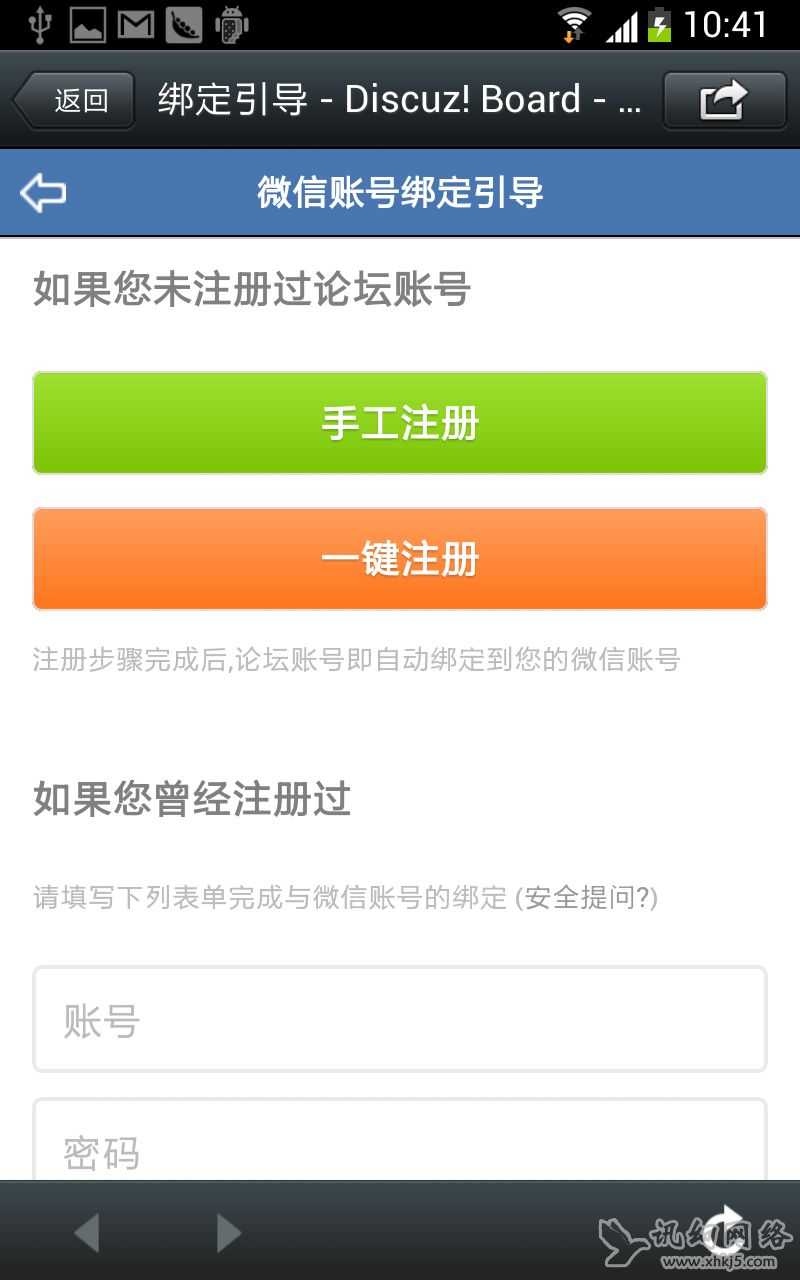 10:41
返回
绑定引导 - Discuz! Board - ...
微信账号绑定引导
如果您未注册过论坛账号
手工注册
一键注册
注册步骤完成后,论坛账号即自动绑定到您的微信账号
如果您曾经注册过
请填写下列表单完成与微信账号的绑定 (安全提问?)
账号
密码
讯幻网络
www.xhkj5.com